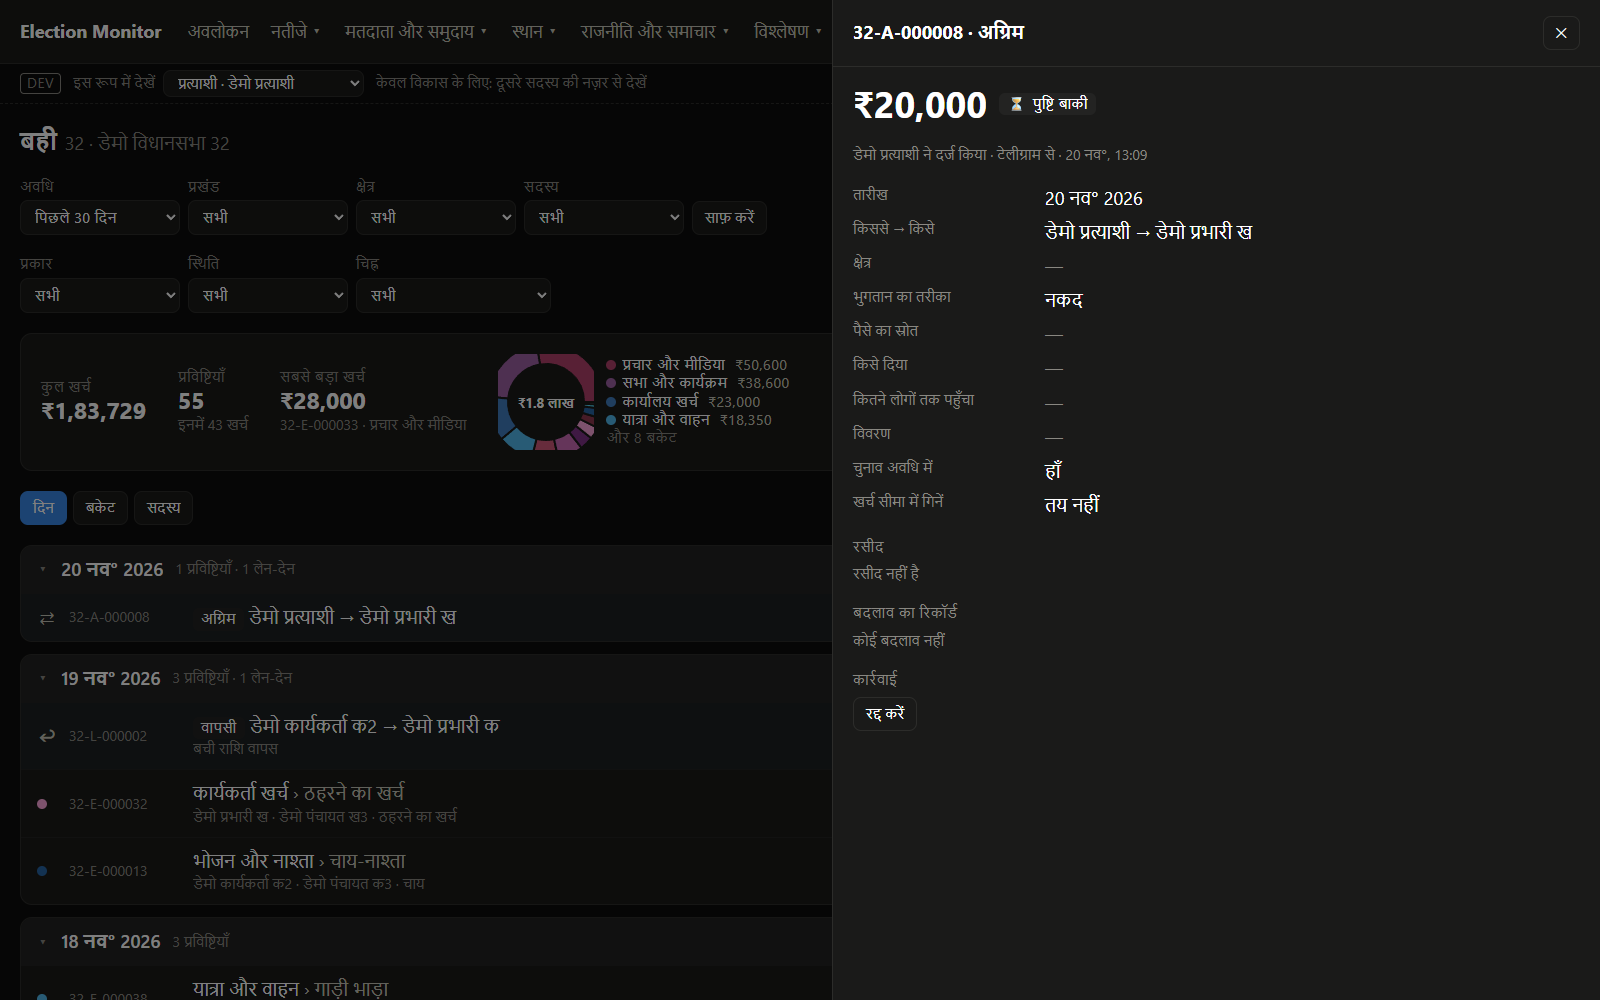 Election Monitor अवलोकन नतीजे मतदाता और समुदाय स्थान राजनीति और समाचार विश्लेषण
DEV इस रूप में देखें प्रत्याशी · डेमो प्रत्याशी केवल विकास के लिए: दूसरे सदस्य की नज़र से देखें
बही 32 · डेमो विधानसभा 32
अवधि प्रखंड क्षेत्र सदस्य
पिछले 30 दिन सभी सभी सभी साफ़ करें
प्रकार स्थिति चिह्न
सभी सभी सभी
कुल खर्च
₹1,83,729
प्रविष्टियाँ
55
इनमें 43 खर्च
सबसे बड़ा खर्च
₹28,000
32-E-000033 · प्रचार और मीडिया
₹1.8 लाख
प्रचार और मीडिया ₹50,600
सभा और कार्यक्रम ₹38,600
कार्यालय खर्च ₹23,000
यात्रा और वाहन ₹18,350
और 8 बकेट
दिन बकेट सदस्य
20 नव° 2026 1 प्रविष्टियाँ · 1 लेन-देन
32-A-000008 अग्रिम डेमो प्रत्याशी → डेमो प्रभारी ख
19 नव° 2026 3 प्रविष्टियाँ · 1 लेन-देन
32-L-000002 वापसी डेमो कार्यकर्ता क2 → डेमो प्रभारी क
बची राशि वापस
32-E-000032 कार्यकर्ता खर्च › ठहरने का खर्च
डेमो प्रभारी ख · डेमो पंचायत ख3 · ठहरने का खर्च
32-E-000013 भोजन और नाश्ता › चाय-नाश्ता
डेमो कार्यकर्ता क2 · डेमो पंचायत क3 · चाय
18 नव° 2026 3 प्रविष्टियाँ
32-E-000038 यात्रा और वाहन › गाड़ी भाड़ा
32-A-000008 · अग्रिम
₹20,000 पुष्टि बाकी
डेमो प्रत्याशी ने दर्ज किया · टेलीग्राम से · 20 नव°, 13:09
तारीख 20 नव° 2026
किससे → किसे डेमो प्रत्याशी → डेमो प्रभारी ख
क्षेत्र —
भुगतान का तरीका नकद
पैसे का स्रोत —
किसे दिया —
कितने लोगों तक पहुँचा —
विवरण —
चुनाव अवधि में हाँ
खर्च सीमा में गिनें तय नहीं
रसीद
रसीद नहीं है
बदलाव का रिकॉर्ड
कोई बदलाव नहीं
कार्रवाई
रद्द करें